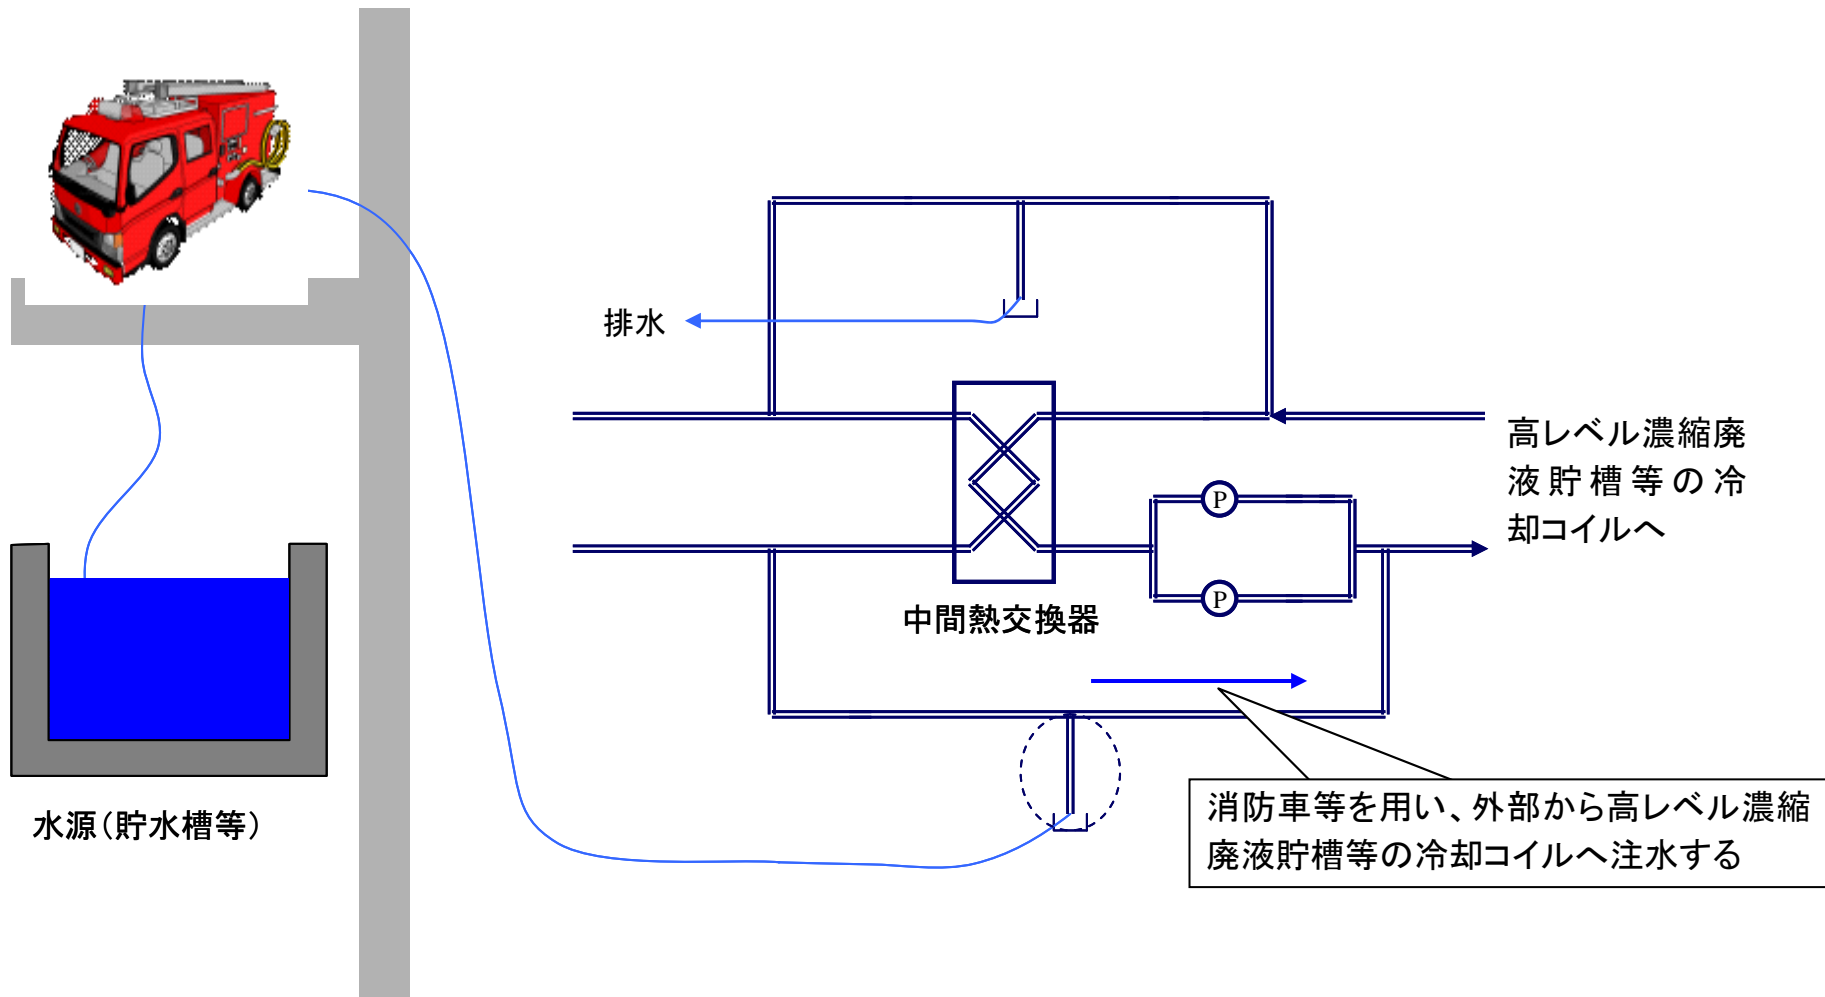 排水
高レベル濃縮廃
液貯槽等の冷
却コイルへ
P
P
中間熱交換器
消防車等を用い、外部から高レベル濃縮
廃液貯槽等の冷却コイルへ注水する
水源（貯水槽等）